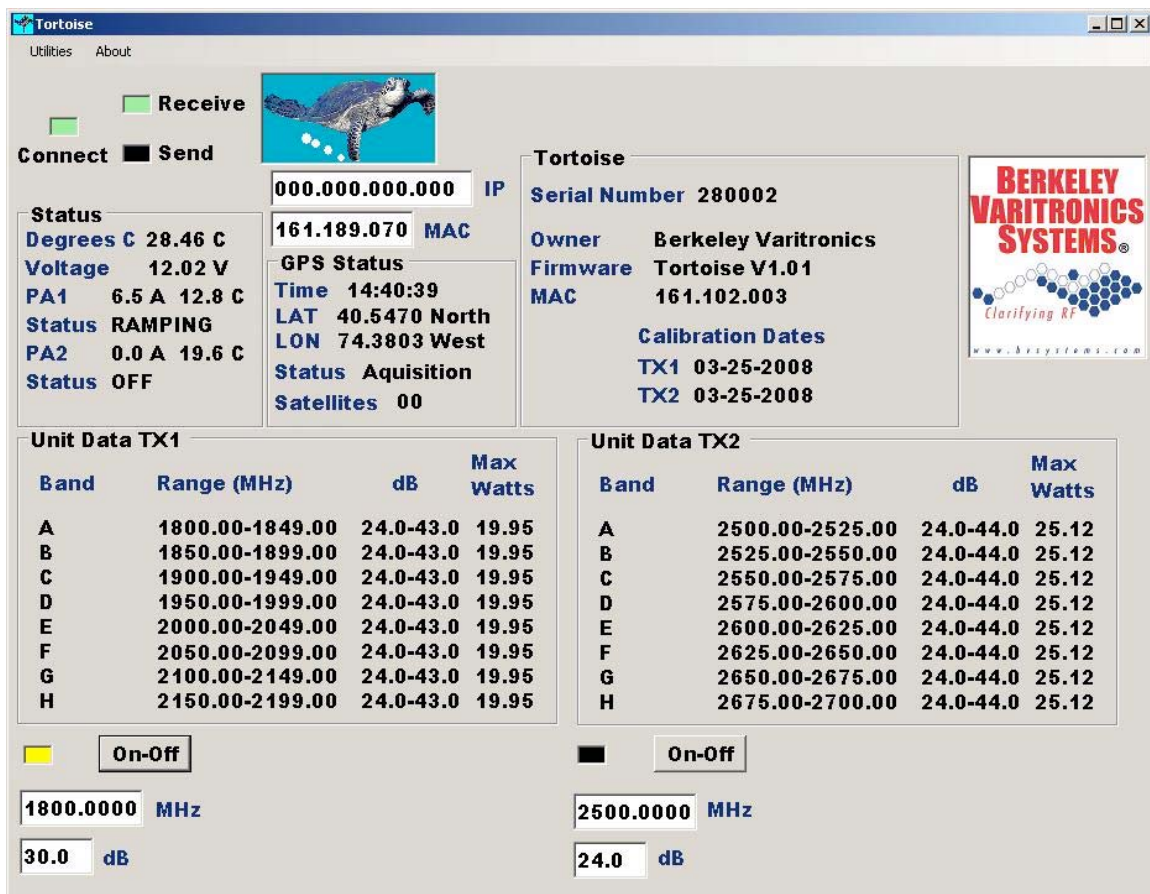 Tortoise
Utilities About
Receive
Connect Send
000.000.000.000 IP
161.189.070 MAC
Status
Degrees C 28.46 C
Voltage 12.02 V
PA1 6.5 A 12.8 C
Status RAMPING
PA2 0.0 A 19.6 C
Status OFF
GPS Status
Time 14:40:39
LAT 40.5470 North
LON 74.3803 West
Status Aquisition
Satellites 00
Tortoise
Serial Number 280002
Owner Berkeley Varitronics
Firmware Tortoise V1.01
MAC 161.102.003
Calibration Dates
TX1 03-25-2008
TX2 03-25-2008
BERKELEY
VARITRONICS
SYSTEMS®
Clarifying RF
www.bvsystems.com
Unit Data TX1
Band Range (MHz) dB Max Watts
A 1800.00-1849.00 24.0-43.0 19.95
B 1850.00-1899.00 24.0-43.0 19.95
C 1900.00-1949.00 24.0-43.0 19.95
D 1950.00-1999.00 24.0-43.0 19.95
E 2000.00-2049.00 24.0-43.0 19.95
F 2050.00-2099.00 24.0-43.0 19.95
G 2100.00-2149.00 24.0-43.0 19.95
H 2150.00-2199.00 24.0-43.0 19.95
On-Off
1800.0000 MHz
30.0 dB
Unit Data TX2
Band Range (MHz) dB Max Watts
A 2500.00-2525.00 24.0-44.0 25.12
B 2525.00-2550.00 24.0-44.0 25.12
C 2550.00-2575.00 24.0-44.0 25.12
D 2575.00-2600.00 24.0-44.0 25.12
E 2600.00-2625.00 24.0-44.0 25.12
F 2625.00-2650.00 24.0-44.0 25.12
G 2650.00-2675.00 24.0-44.0 25.12
H 2675.00-2700.00 24.0-44.0 25.12
On-Off
2500.0000 MHz
24.0 dB